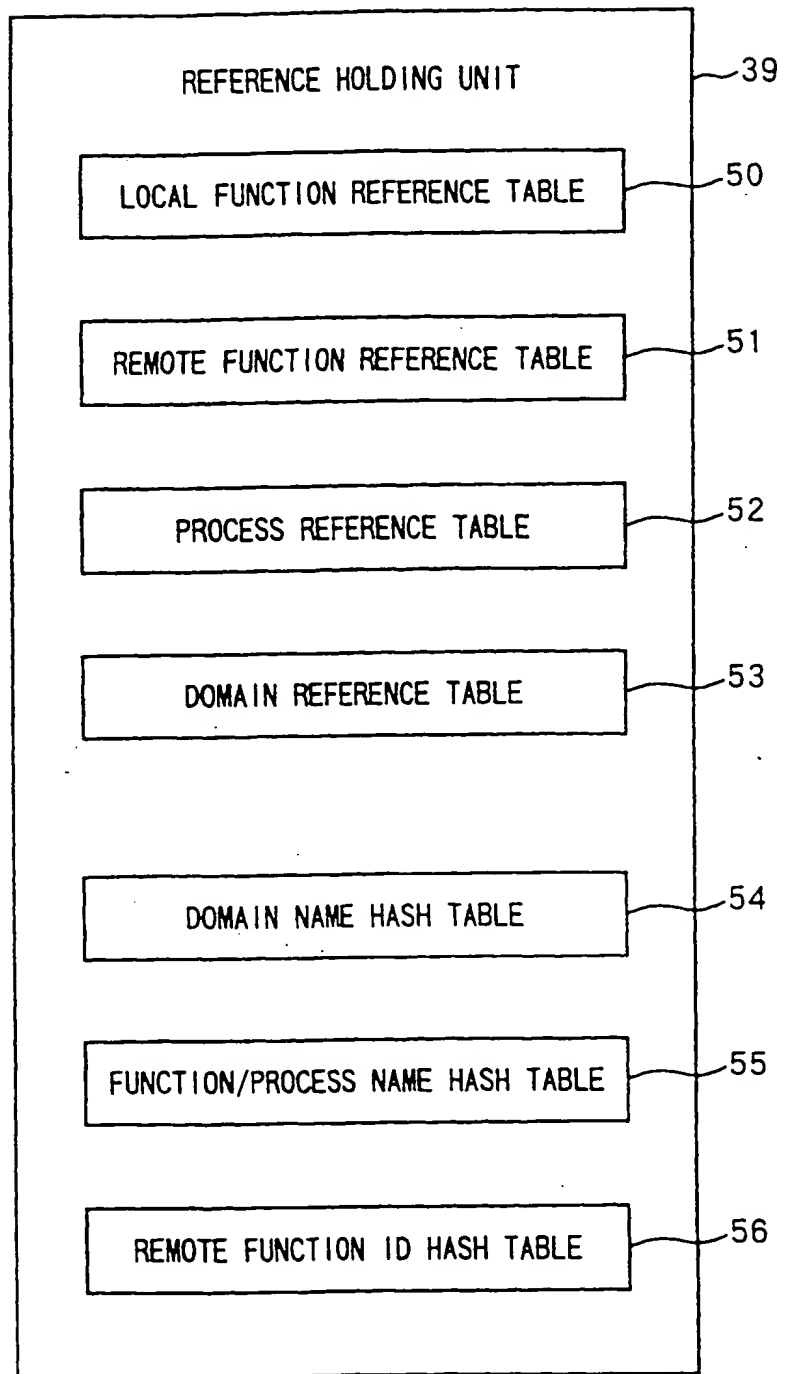 REFERENCE HOLDING UNIT 39
LOCAL FUNCTION REFERENCE TABLE 50
REMOTE FUNCTION REFERENCE TABLE 51
PROCESS REFERENCE TABLE 52
DOMAIN REFERENCE TABLE 53
DOMAIN NAME HASH TABLE 54
FUNCTION/PROCESS NAME HASH TABLE 55
REMOTE FUNCTION ID HASH TABLE 56